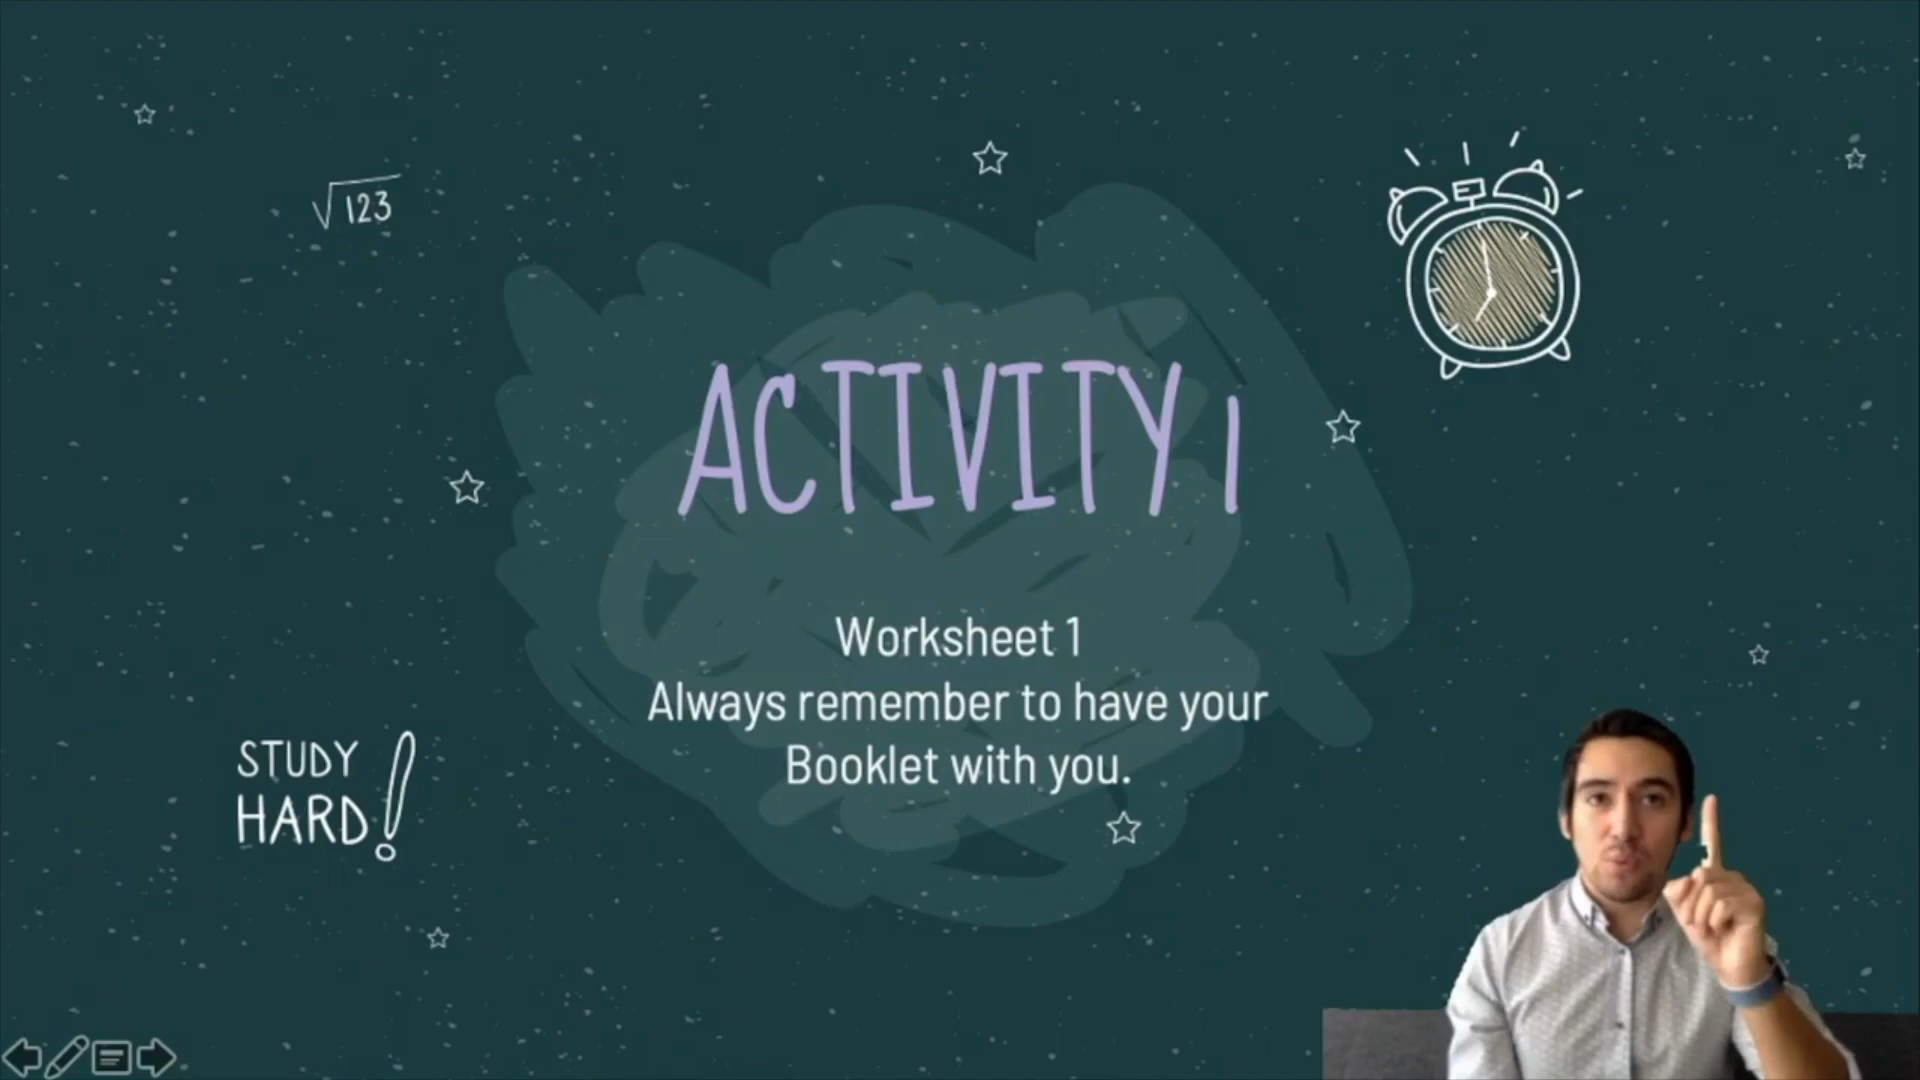 √123
ACTIVITY 1
Worksheet 1
Always remember to have your
Booklet with you.
STUDY
HARD!